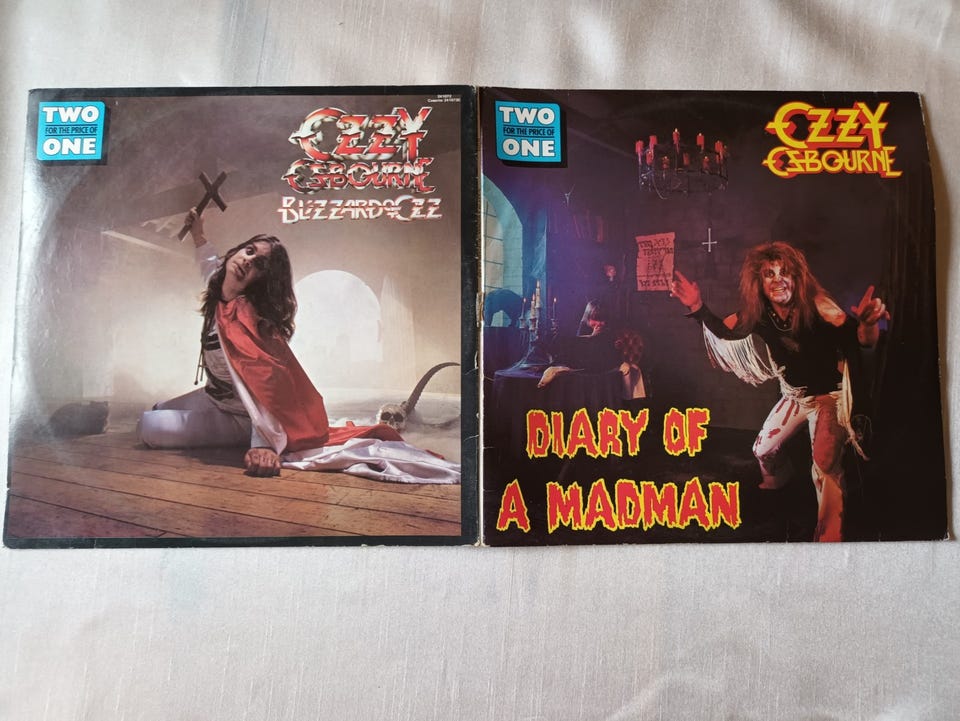 TWO
FOR THE PRICE OF
ONE
OZZY
OSBOURNE
BLIZZARD OF OZZ
TWO
FOR THE PRICE OF
ONE
OZZY
OSBOURNE
DIARY OF
A MADMAN